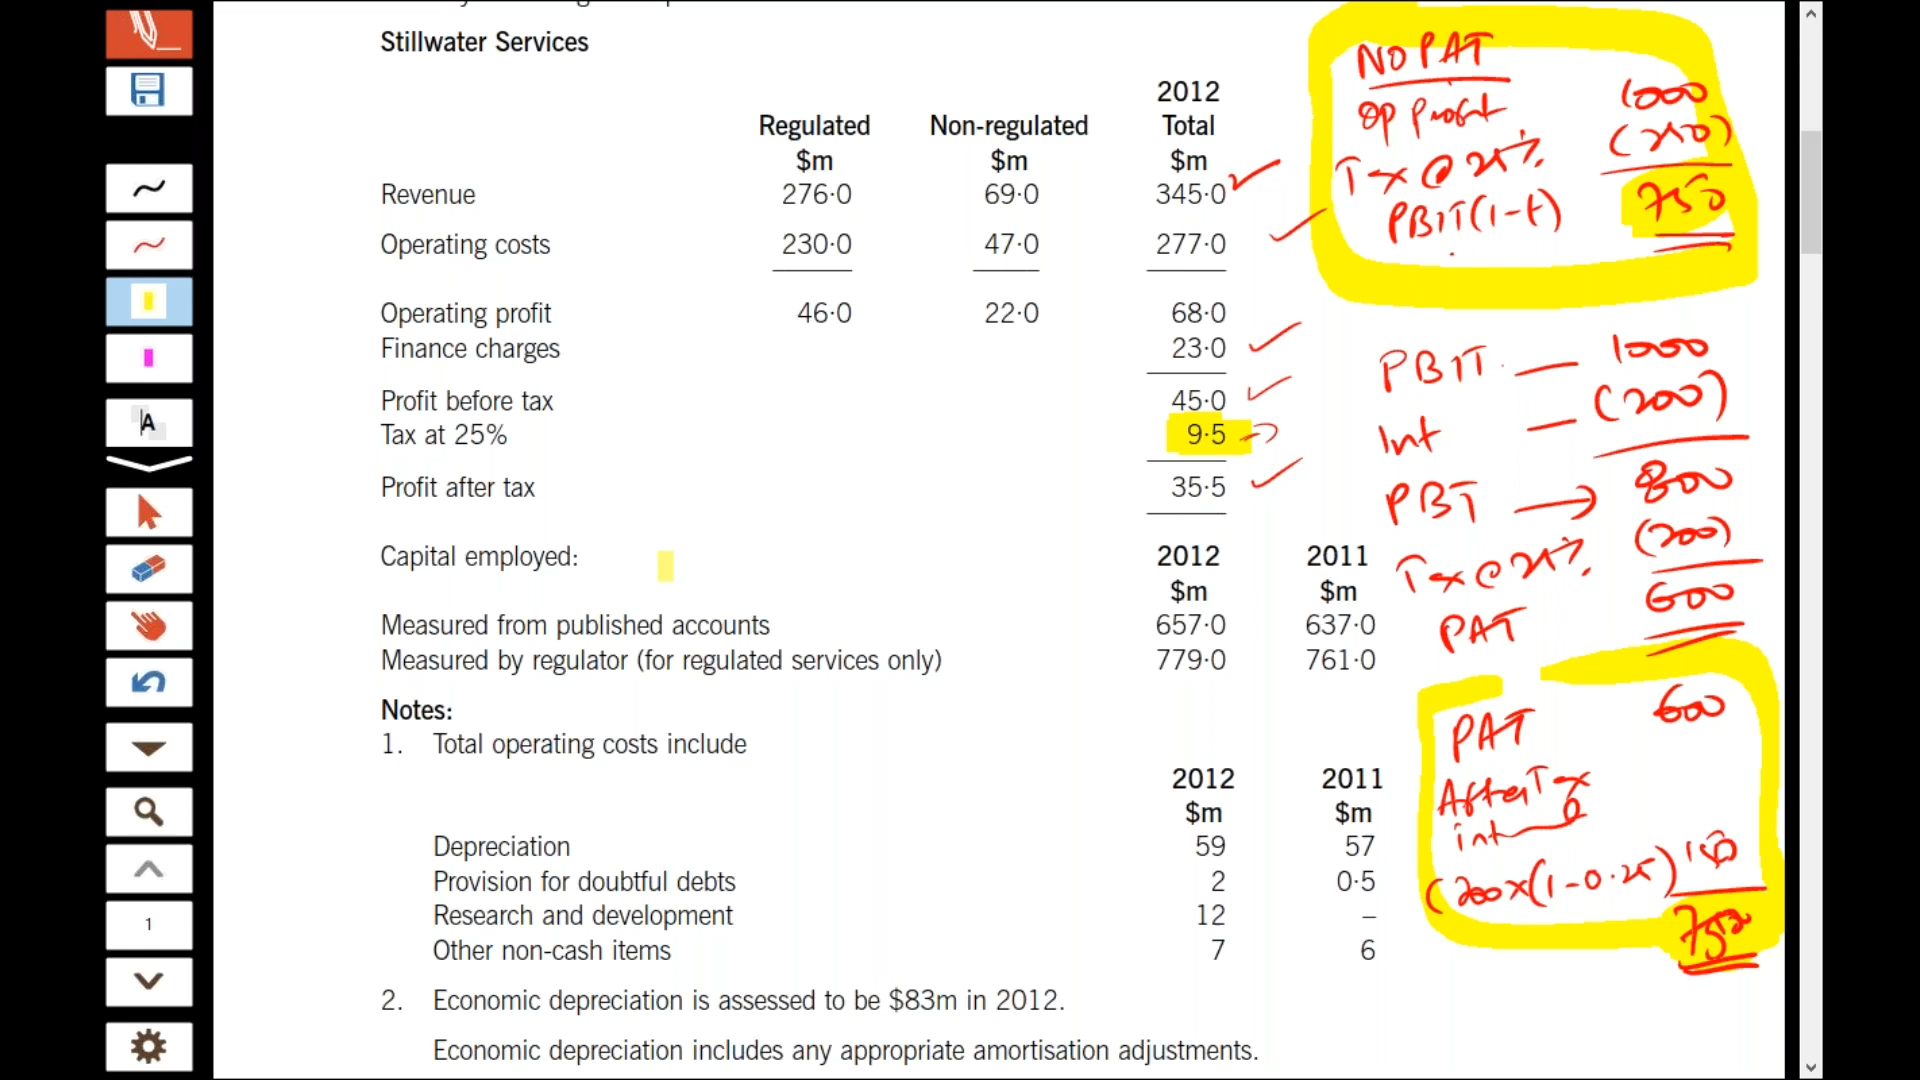 Stillwater Services
2012
Regulated Non-regulated Total
$m $m $m
Revenue 276·0 69·0 345·0
Operating costs 230·0 47·0 277·0
Operating profit 46·0 22·0 68·0
Finance charges 23·0
Profit before tax 45·0
Tax at 25% 9·5
Profit after tax 35·5
Capital employed: 2012 2011
$m $m
Measured from published accounts 657·0 637·0
Measured by regulator (for regulated services only) 779·0 761·0
Notes:
1. Total operating costs include
2012 2011
$m $m
Depreciation 59 57
Provision for doubtful debts 2 0·5
Research and development 12 –
Other non-cash items 7 6
2. Economic depreciation is assessed to be $83m in 2012.
Economic depreciation includes any appropriate amortisation adjustments.
NOPAT
Op Profit 1000
Tx @ 25% (250)
PBIT(1-t) 750
PBIT — 1000
Int — (200)
PBT → 800
Tx @ 25% (200)
PAT 600
PAT 600
After Tx
int
(200x(1-0.25) 150
750
A
1